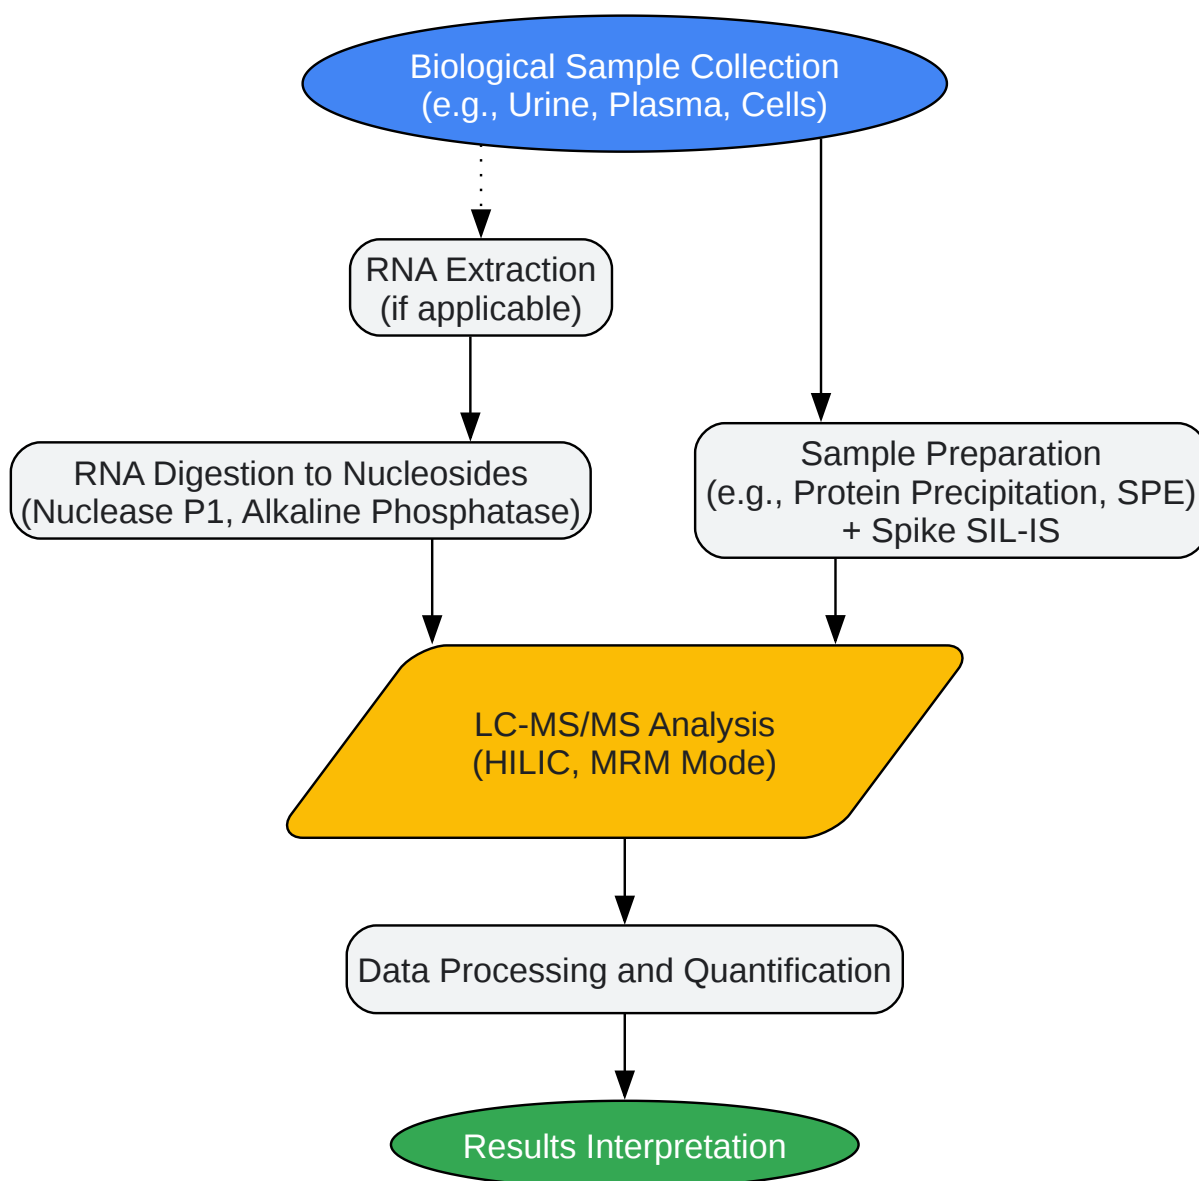 Biological Sample Collection
(e.g., Urine, Plasma, Cells)
RNA Extraction
(if applicable)
RNA Digestion to Nucleosides
(Nuclease P1, Alkaline Phosphatase)
Sample Preparation
(e.g., Protein Precipitation, SPE)
+ Spike SIL-IS
LC-MS/MS Analysis
(HILIC, MRM Mode)
Data Processing and Quantification
Results Interpretation